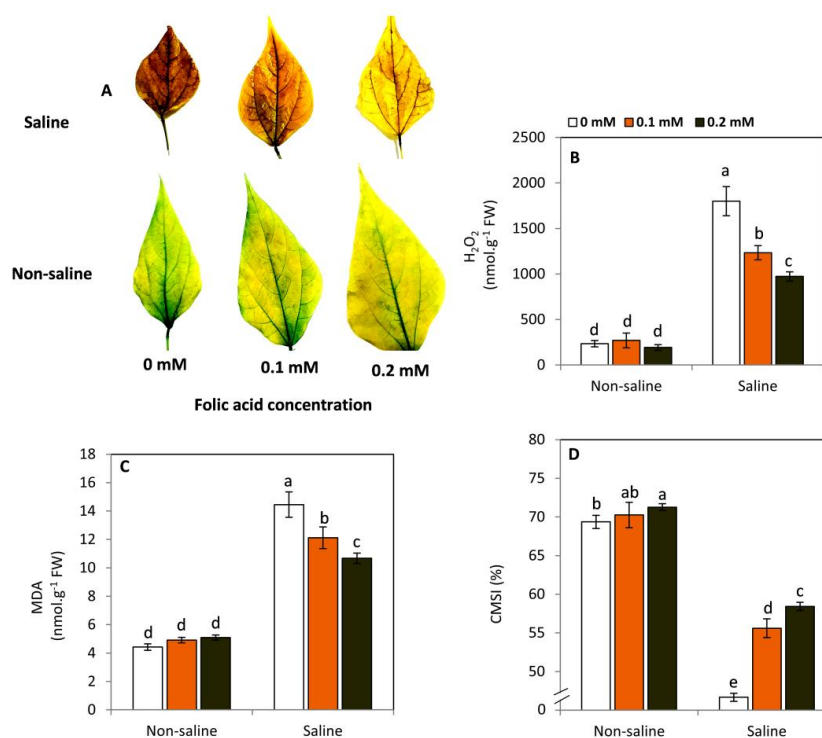 A
Saline
Non-saline
0 mM 0.1 mM 0.2 mM
Folic acid concentration
0 mM 0.1 mM 0.2 mM
B
2500
2000
1500
1000
500
0
H₂O₂
(nmol.g⁻¹ FW)
d d d a b c
Non-saline Saline
C
18
16
14
12
10
8
6
4
2
0
MDA
(nmol.g⁻¹ FW)
d d d a b c
Non-saline Saline
D
80
75
70
65
60
55
50
0
CMSI (%)
b ab a e d c
Non-saline Saline